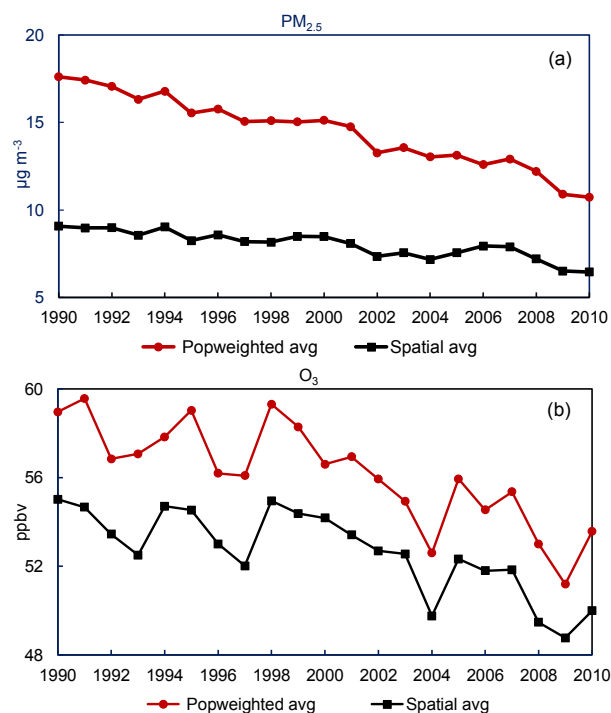 PM2.5
20
(a)
15
µg m-3
10
5
1990 1992 1994 1996 1998 2000 2002 2004 2006 2008 2010
Popweighted avg Spatial avg
O3
60
(b)
56
ppbv
52
48
1990 1992 1994 1996 1998 2000 2002 2004 2006 2008 2010
Popweighted avg Spatial avg